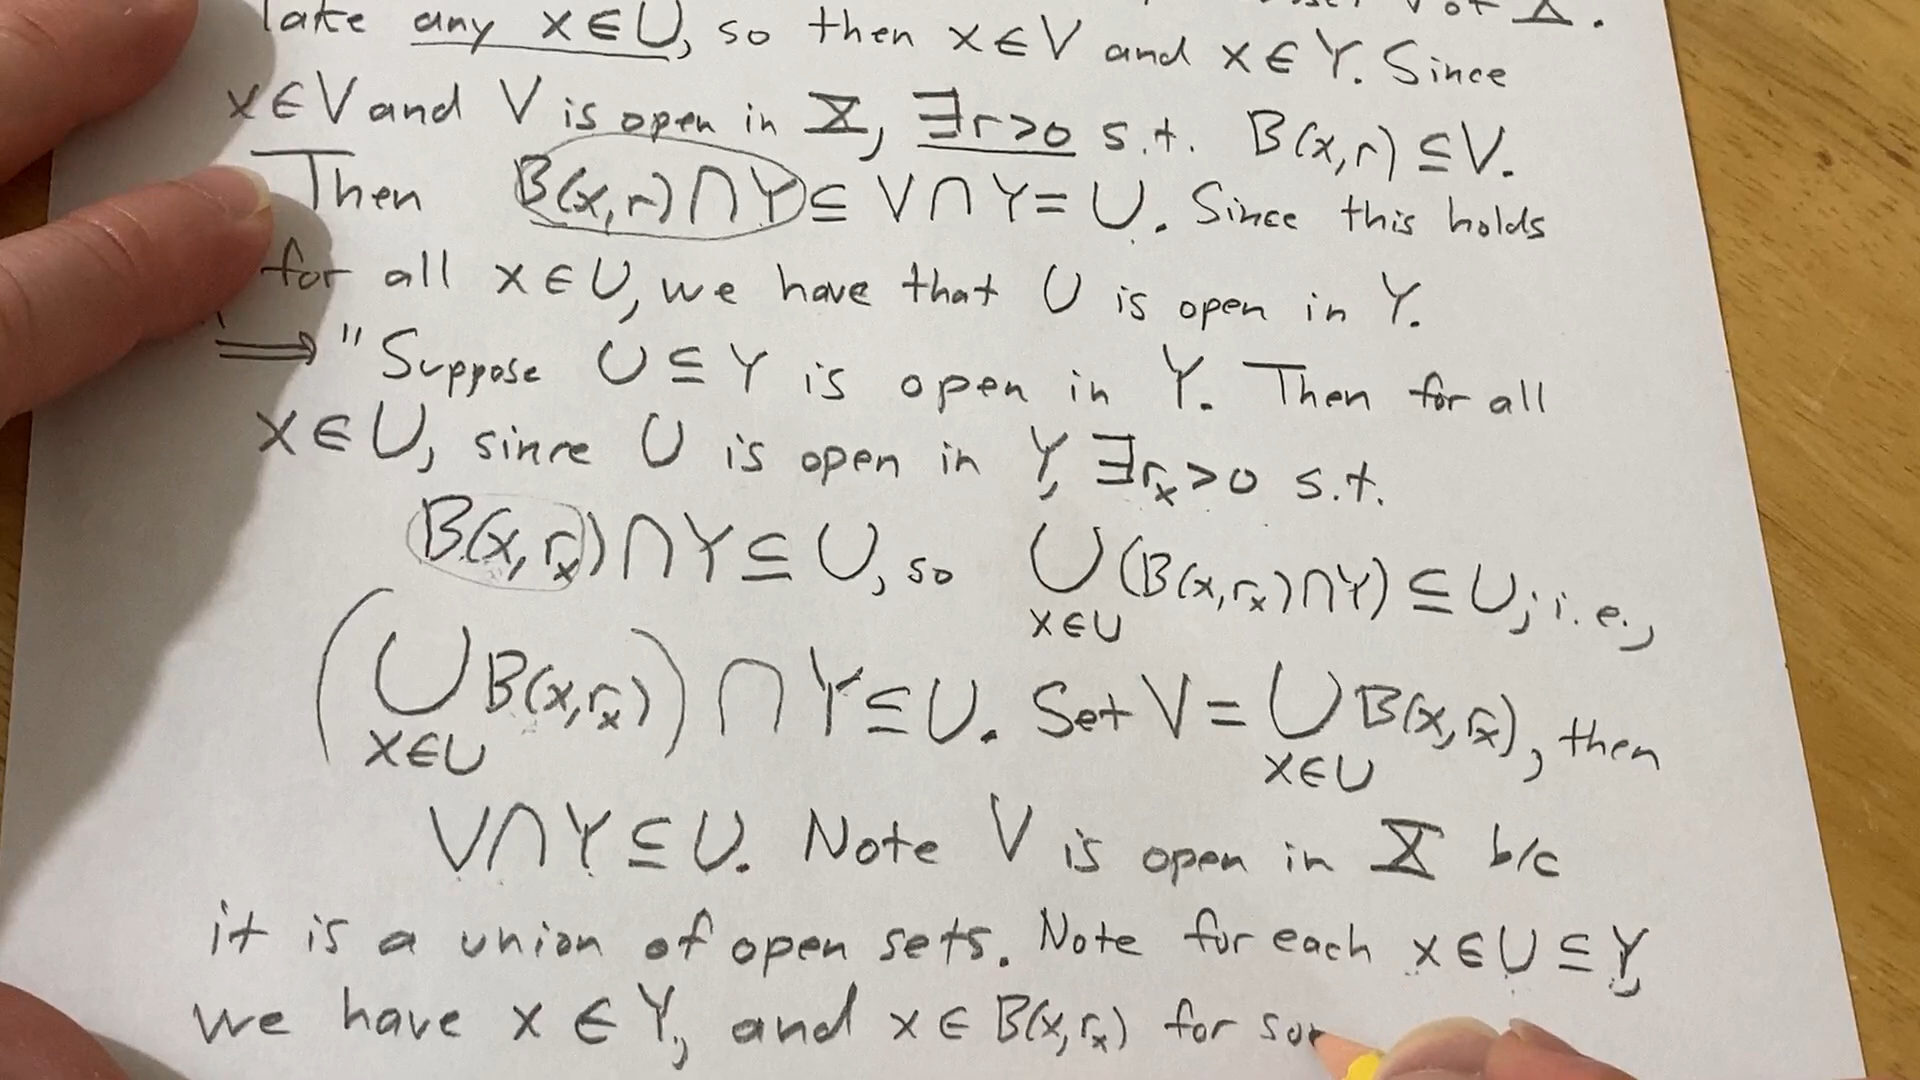 Take any x∈U, so then x∈V and x∈Y. Since
x∈V and V is open in X, ∃r>0 s.t. B(x,r)⊆V.
Then B(x,r)∩Y⊆V∩Y=U. Since this holds
for all x∈U, we have that U is open in Y.
⟹" Suppose U⊆Y is open in Y. Then for all
x∈U, since U is open in Y, ∃rₓ>0 s.t.
B(x,rₓ)∩Y⊆U, so ⋃_{x∈U}(B(x,rₓ)∩Y)⊆U; i.e.,
(⋃_{x∈U}B(x,rₓ))∩Y⊆U. Set V=⋃_{x∈U}B(x,rₓ), then
V∩Y⊆U. Note V is open in X b/c
it is a union of open sets. Note for each x∈U⊆Y,
we have x∈Y, and x∈B(x,rₓ) for